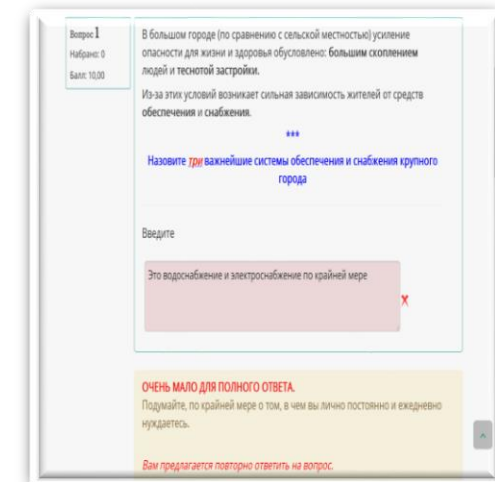 Вопрос 1
Набрано: 0
Балл: 10,00
В большом городе (по сравнению с сельской местностью) усиление
опасности для жизни и здоровья обусловлено: большим скоплением
людей и теснотой застройки.
Из-за этих условий возникает сильная зависимость жителей от средств
обеспечения и снабжения.
***
Назовите три важнейшие системы обеспечения и снабжения крупного
города
Введите
Это водоснабжение и электроснабжение по крайней мере
ОЧЕНЬ МАЛО ДЛЯ ПОЛНОГО ОТВЕТА.
Подумайте, по крайней мере о том, в чем вы лично постоянно и ежедневно
нуждаетесь.
Вам предлагается повторно ответить на вопрос.